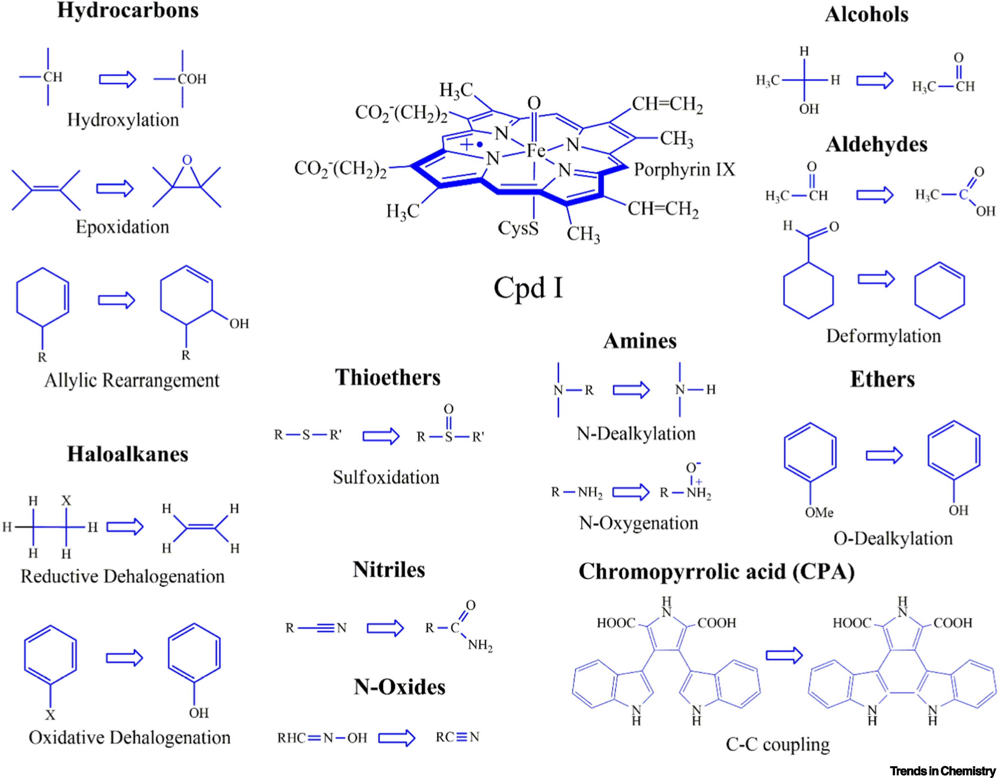 Hydrocarbons
CH
COH
Hydroxylation
O
Epoxidation
R
R
OH
Allylic Rearrangement
Haloalkanes
H X
H H
H H
H H
H H
Reductive Dehalogenation
X
OH
Oxidative Dehalogenation
H₃C
O
CH=CH₂
CO₂⁻(CH₂)₂
N
N
CH₃
+•
Fe
N
N
CO₂⁻(CH₂)₂
Porphyrin IX
H₃C
CH=CH₂
CysS
CH₃
Cpd I
Thioethers
R—S—R'
O
R—S—R'
Sulfoxidation
Nitriles
R—≡N
O
R—C
NH₂
N-Oxides
RHC=N—OH
RC≡N
Amines
N—R
N—H
N-Dealkylation
R—NH₂
O⁻
+
R—NH₂
N-Oxygenation
Alcohols
H
H₃C H
OH
O
H₃C—CH
Aldehydes
O
H₃C—CH
O
H₃C—C
OH
H O
Deformylation
Ethers
OMe
OH
O-Dealkylation
Chromopyrrolic acid (CPA)
H
N
HOOC COOH
N N
H H
H
N
HOOC COOH
N N
H H
C-C coupling
Trends in Chemistry